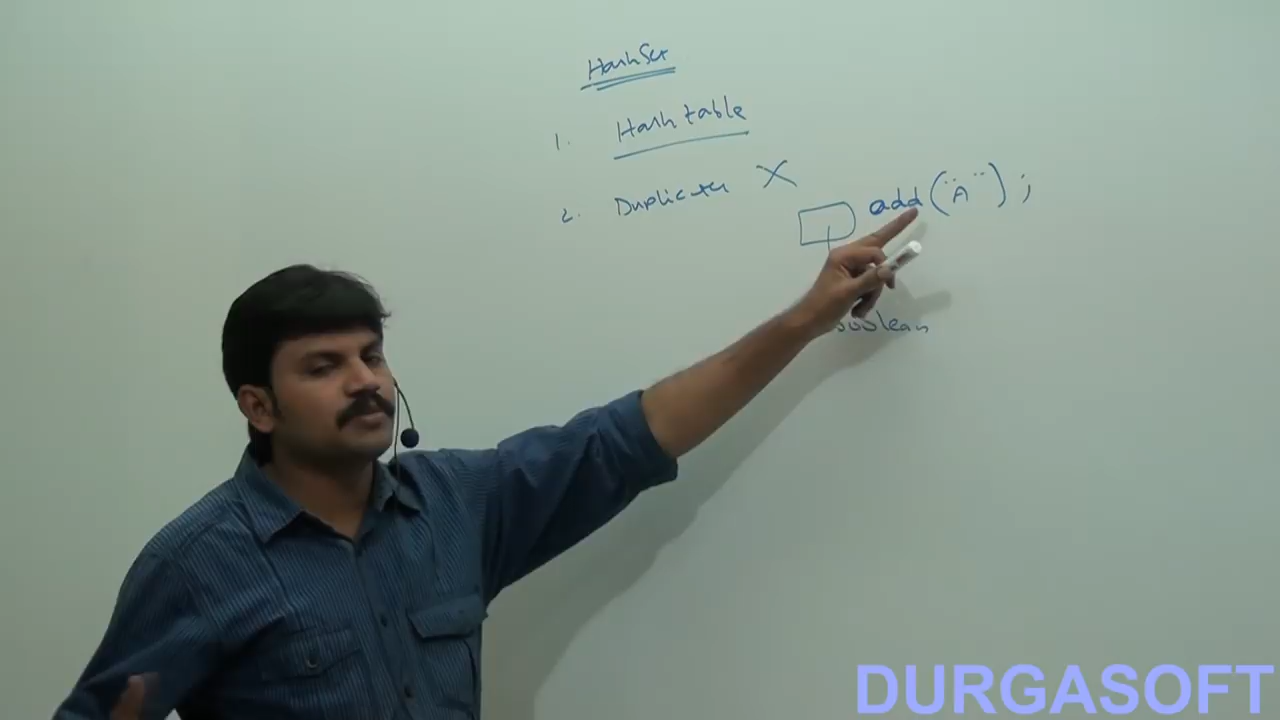 HashSet
1. Hash table
2. Duplicates X
add("A");
boolean
DURGASOFT